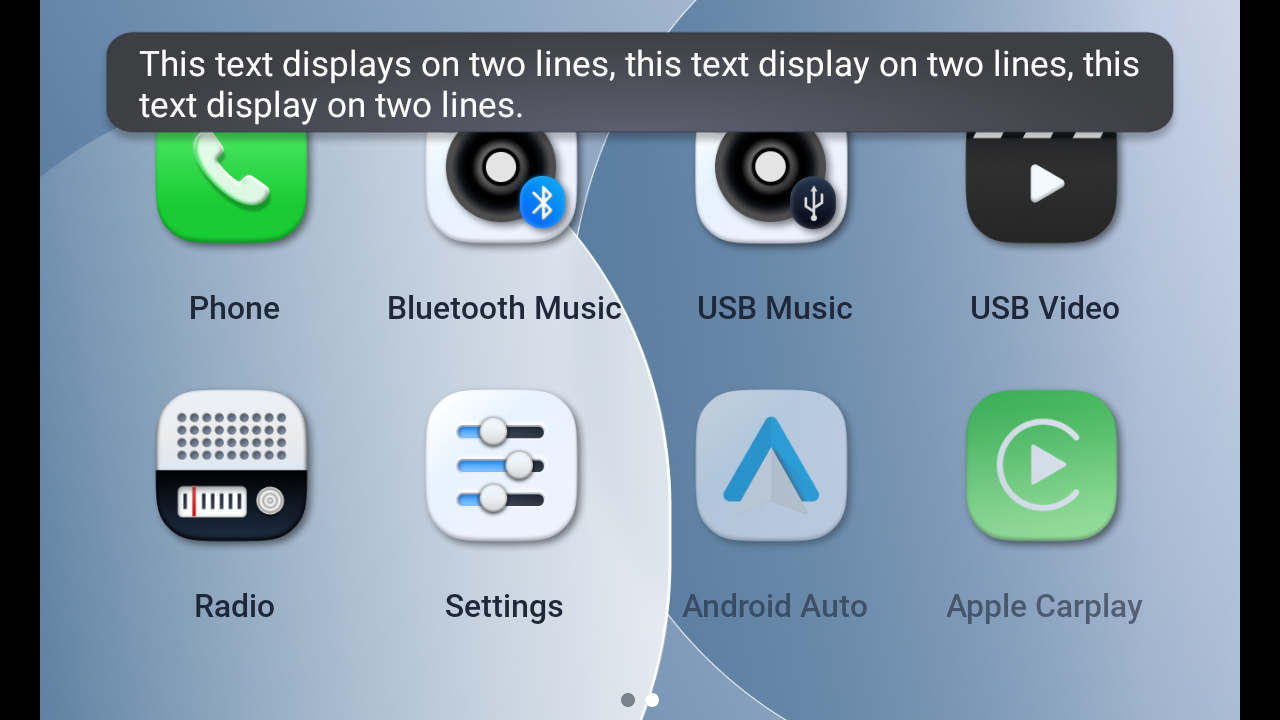 This text displays on two lines, this text display on two lines, this
text display on two lines.
Phone
Bluetooth Music
USB Music
USB Video
Radio
Settings
Android Auto
Apple Carplay